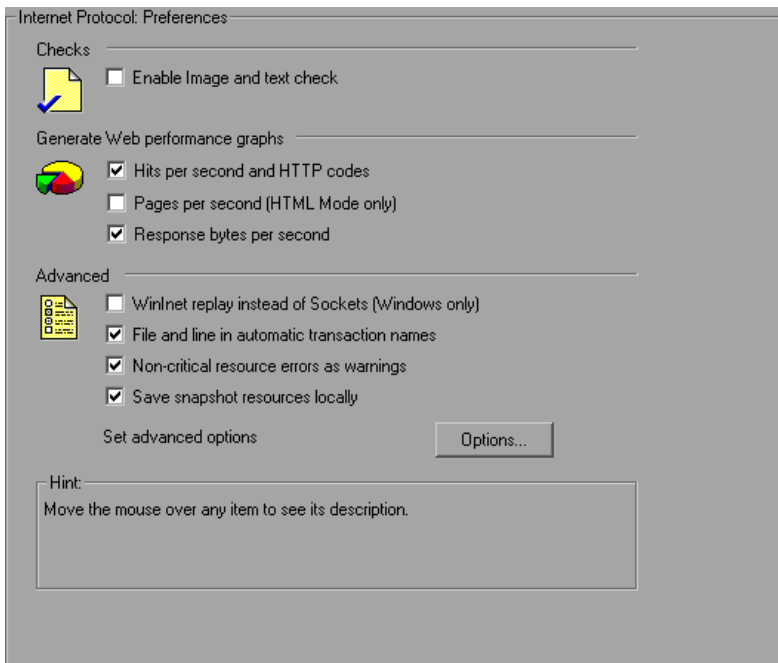 Internet Protocol: Preferences
Checks
Enable Image and text check
Generate Web performance graphs
Hits per second and HTTP codes
Pages per second (HTML Mode only)
Response bytes per second
Advanced
WinInet replay instead of Sockets (Windows only)
File and line in automatic transaction names
Non-critical resource errors as warnings
Save snapshot resources locally
Set advanced options
Options...
Hint:
Move the mouse over any item to see its description.